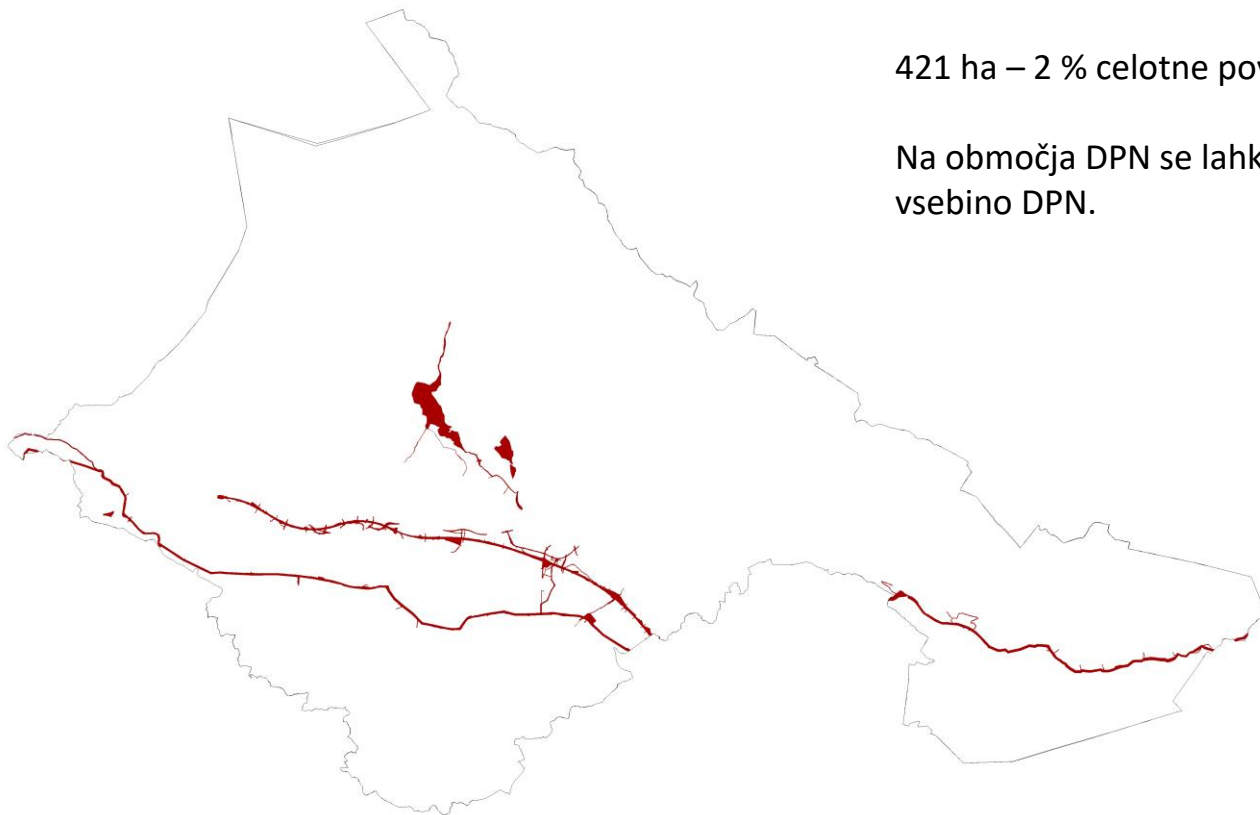 421 ha – 2 % celotne pov
Na območja DPN se lahk
vsebino DPN.